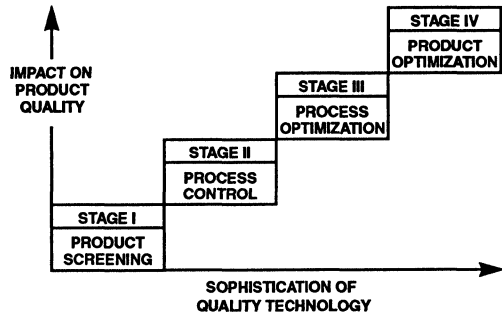 STAGE IV
PRODUCT
OPTIMIZATION
IMPACT ON
PRODUCT
QUALITY
STAGE III
PROCESS
OPTIMIZATION
STAGE II
PROCESS
CONTROL
STAGE I
PRODUCT
SCREENING
SOPHISTICATION OF
QUALITY TECHNOLOGY